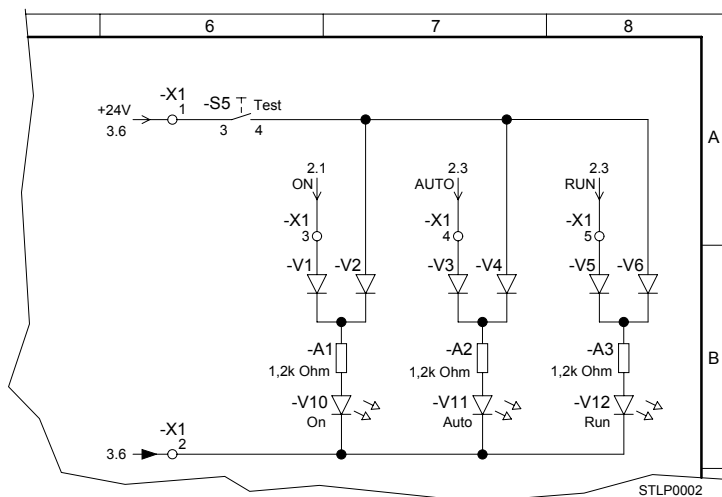 6 7 8
-X1
+24V 1 -S5 Test
3.6 3 4
A
2.1 2.3 2.3
ON AUTO RUN
-X1 -X1 -X1
3 4 5
-V1 -V2 -V3 -V4 -V5 -V6
-A1 -A2 -A3
B
1,2k Ohm 1,2k Ohm 1,2k Ohm
-V10 -V11 -V12
On Auto Run
-X1
2
3.6
STLP0002